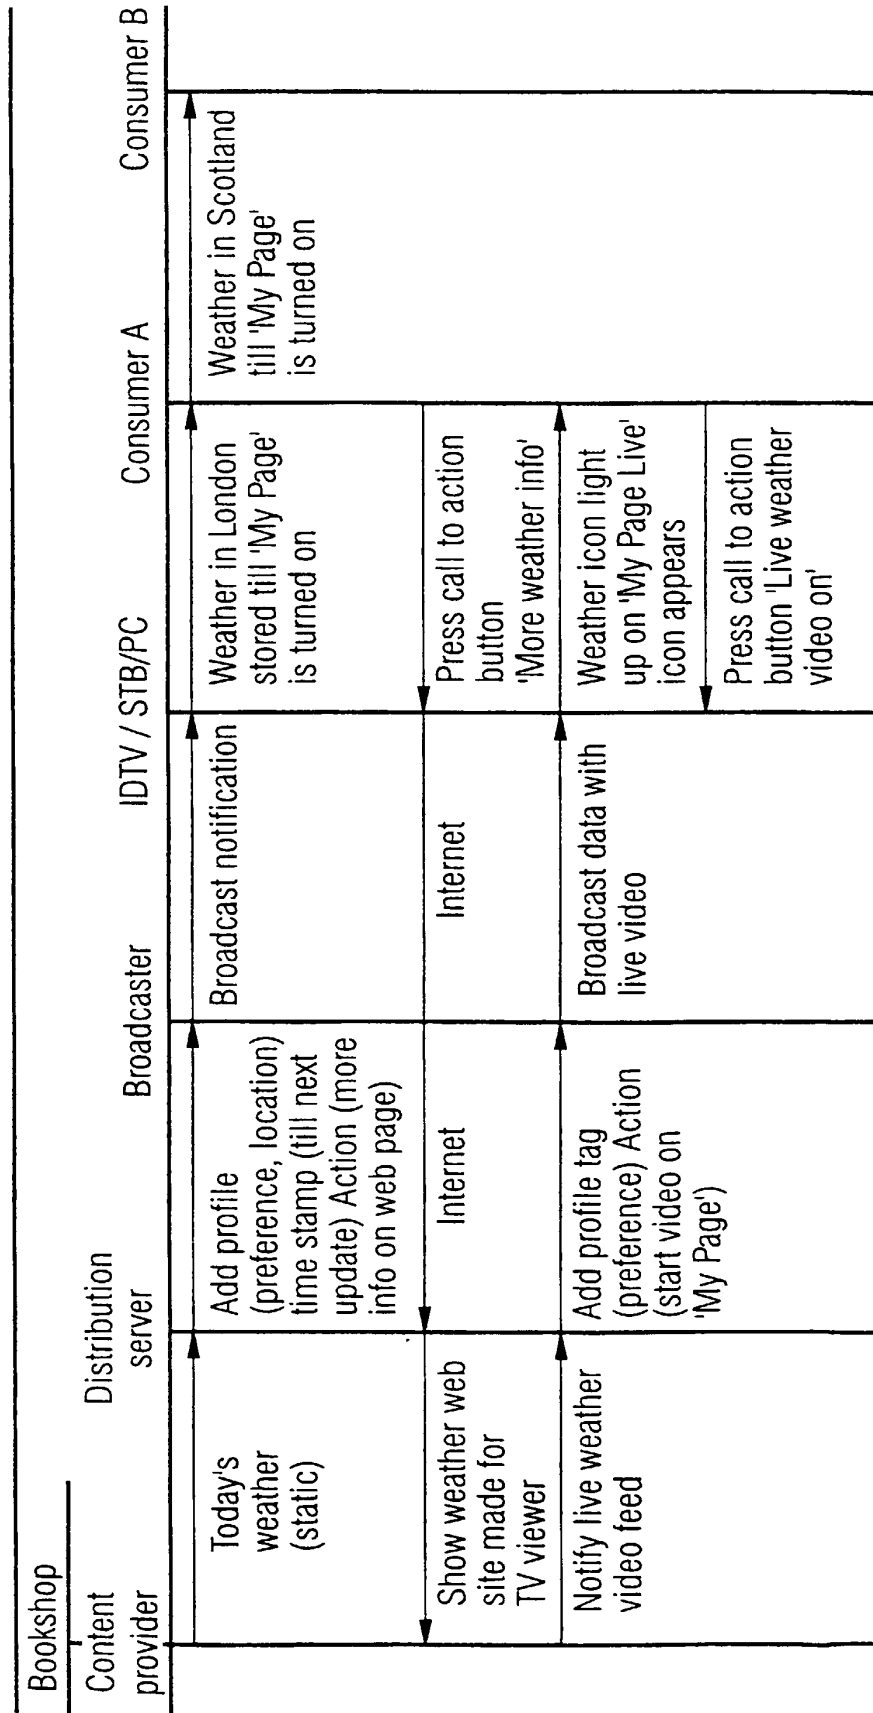 Bookshop
Content
provider
Distribution
server
Broadcaster
IDTV / STB/PC
Consumer A
Consumer B
Today's
weather
(static)
Add profile
(preference, location)
time stamp (till next
update) Action (more
info on web page)
Broadcast notification
Weather in London
stored till 'My Page'
is turned on
Weather in Scotland
till 'My Page'
is turned on
Show weather web
site made for
TV viewer
Internet
Internet
Press call to action
button
'More weather info'
Notify live weather
video feed
Add profile tag
(preference) Action
(start video on
'My Page')
Broadcast data with
live video
Weather icon light
up on 'My Page Live'
icon appears
Press call to action
button 'Live weather
video on'